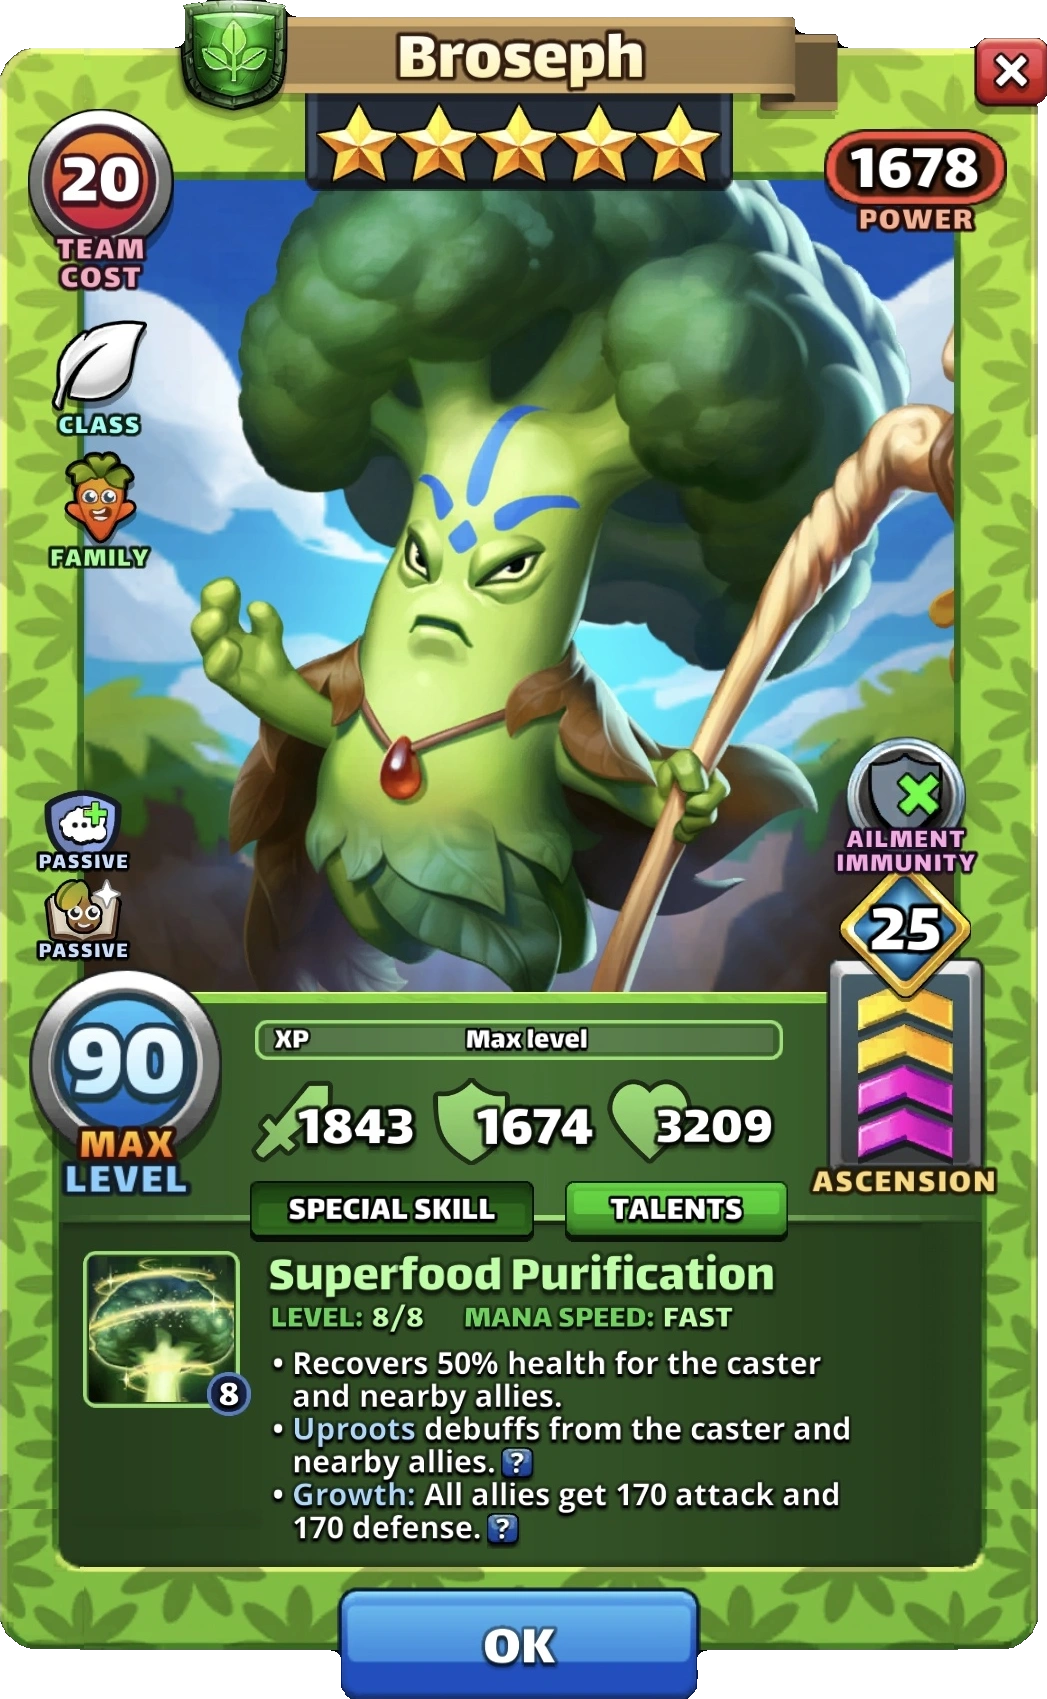 Broseph
20
TEAM
COST
1678
POWER
CLASS
FAMILY
PASSIVE
PASSIVE
AILMENT
IMMUNITY
25
90
MAX
LEVEL
XP Max level
1843 1674 3209
ASCENSION
SPECIAL SKILL TALENTS
Superfood Purification
LEVEL: 8/8 MANA SPEED: FAST
8
• Recovers 50% health for the caster
and nearby allies.
• Uproots debuffs from the caster and
nearby allies. ?
• Growth: All allies get 170 attack and
170 defense. ?
OK